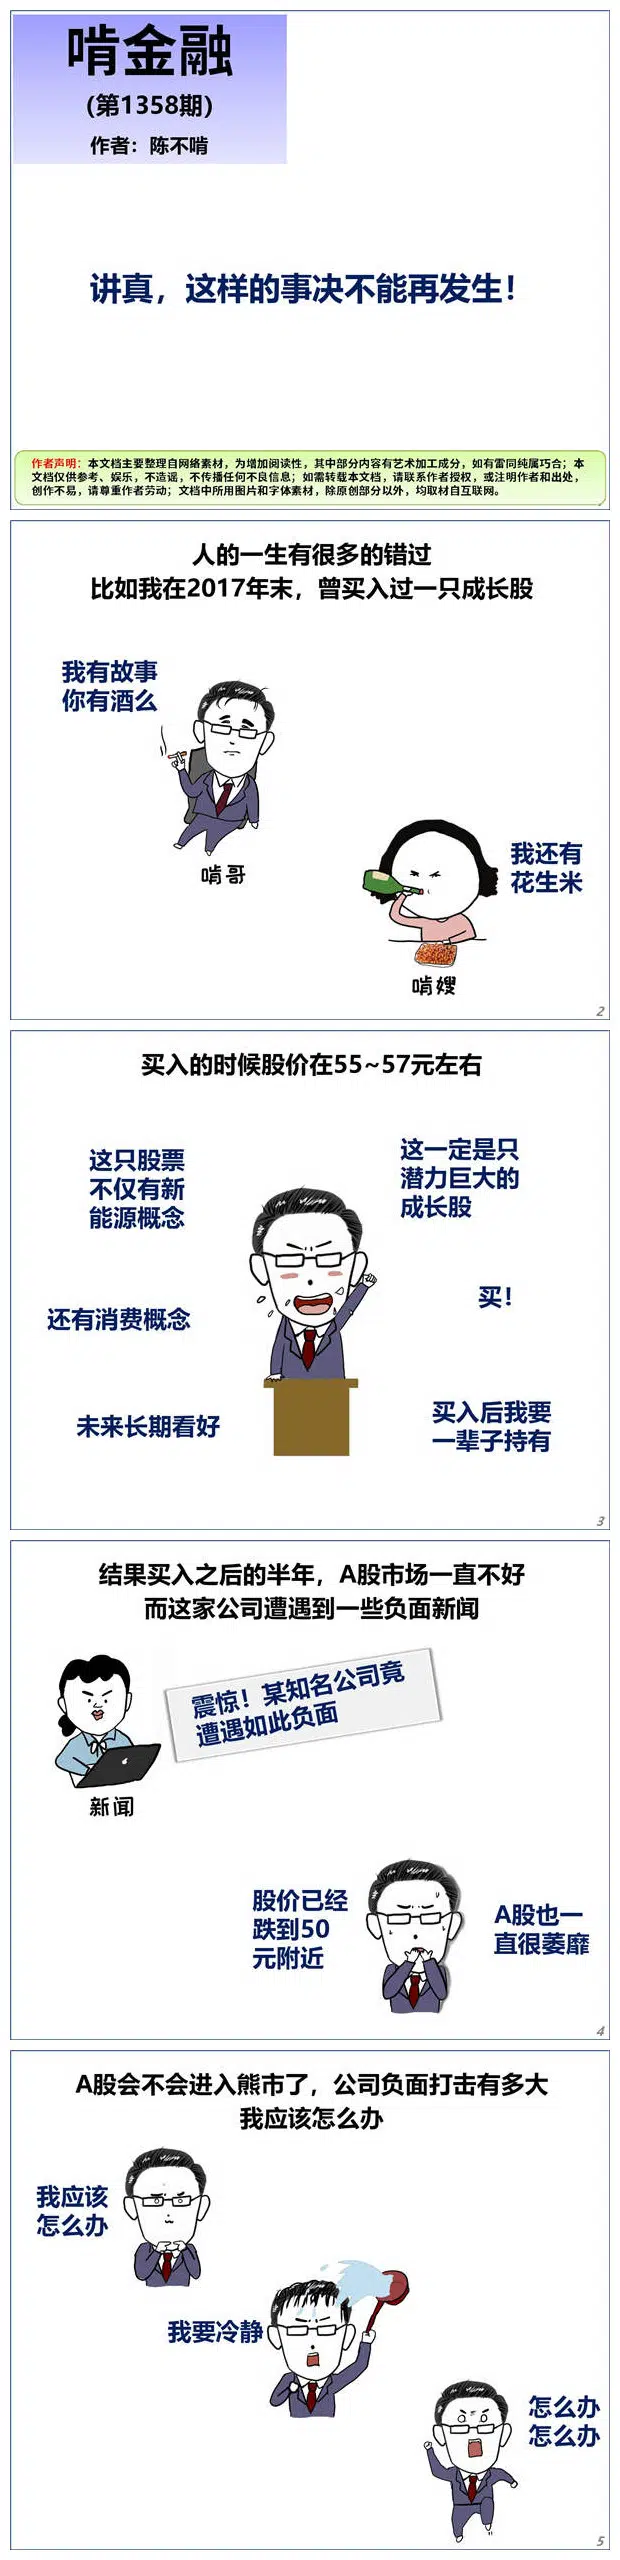 啃金融
(第1358期)
作者：陈不啃
讲真，这样的事决不能再发生！
作者声明：本文档主要整理自网络素材，为增加阅读性，其中部分内容有艺术加工成分，如有雷同纯属巧合；本
文档仅供参考、娱乐，不造谣，不传播任何不良信息；如需转载本文档，请联系作者授权，或注明作者和出处，
创作不易，请尊重作者劳动；文档中所用图片和字体素材，除原创部分以外，均取材自互联网。
人的一生有很多的错过
比如我在2017年末，曾买入过一只成长股
我有故事
你有酒么
啃哥
我还有
花生米
啃嫂
2
买入的时候股价在55~57元左右
这只股票
不仅有新
能源概念
这一定是只
潜力巨大的
成长股
还有消费概念
买！
未来长期看好
买入后我要
一辈子持有
3
结果买入之后的半年，A股市场一直不好
而这家公司遭遇到一些负面新闻
震惊！某知名公司竟
遭遇如此负面
新闻
股价已经
跌到50
元附近
A股也一
直很萎靡
4
A股会不会进入熊市了，公司负面打击有多大
我应该怎么办
我应该
怎么办
我要冷静
怎么办
怎么办
5